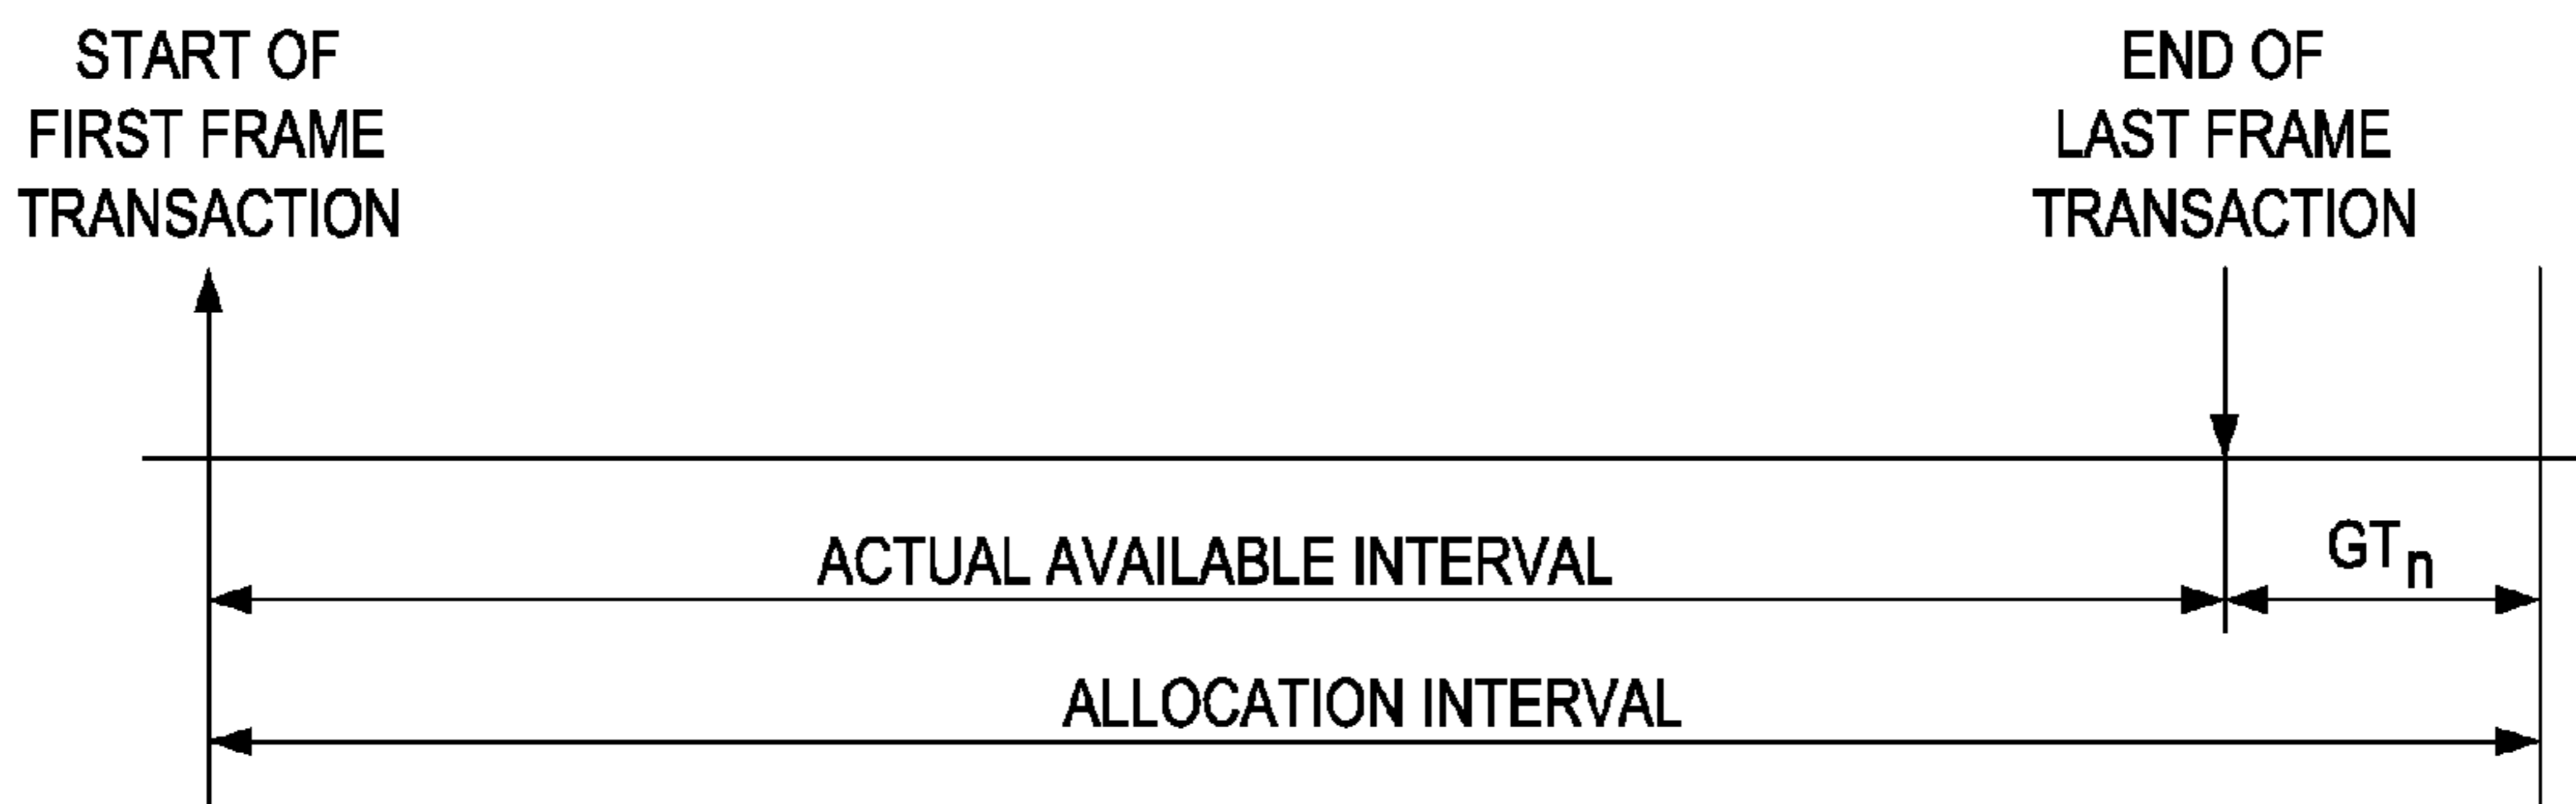 START OF
FIRST FRAME
TRANSACTION
END OF
LAST FRAME
TRANSACTION
ACTUAL AVAILABLE INTERVAL
GTn
ALLOCATION INTERVAL